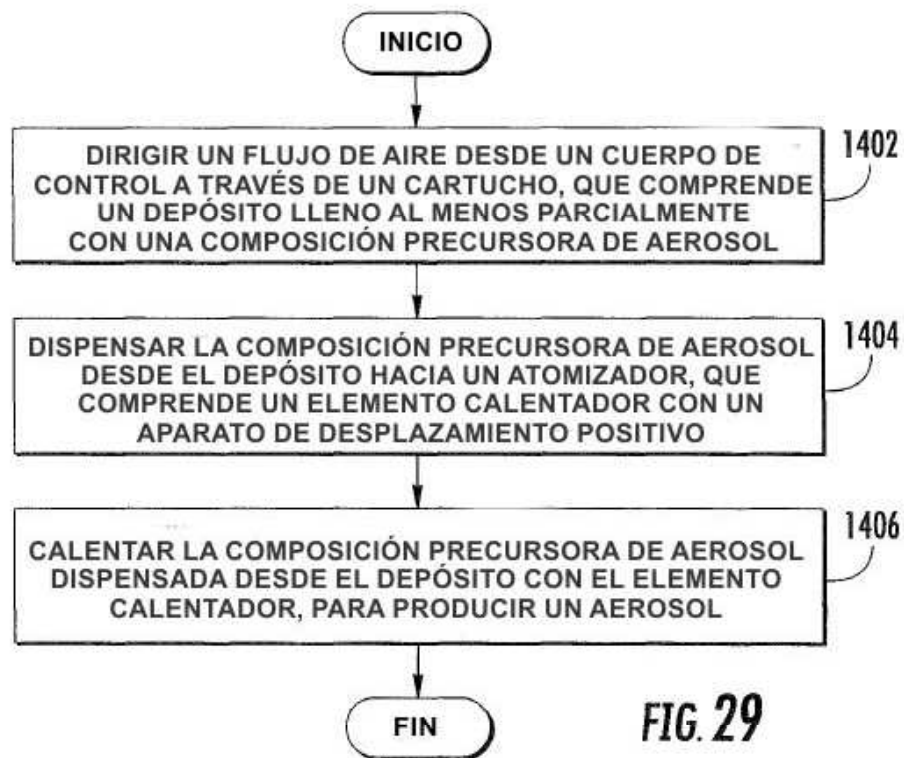 INICIO
DIRIGIR UN FLUJO DE AIRE DESDE UN CUERPO DE
CONTROL A TRAVÉS DE UN CARTUCHO, QUE COMPRENDE
UN DEPÓSITO LLENO AL MENOS PARCIALMENTE
CON UNA COMPOSICIÓN PRECURSORA DE AEROSOL
1402
DISPENSAR LA COMPOSICIÓN PRECURSORA DE AEROSOL
DESDE EL DEPÓSITO HACIA UN ATOMIZADOR, QUE
COMPRENDE UN ELEMENTO CALENTADOR CON UN
APARATO DE DESPLAZAMIENTO POSITIVO
1404
CALENTAR LA COMPOSICIÓN PRECURSORA DE AEROSOL
DISPENSADA DESDE EL DEPÓSITO CON EL ELEMENTO
CALENTADOR, PARA PRODUCIR UN AEROSOL
1406
FIN
FIG. 29